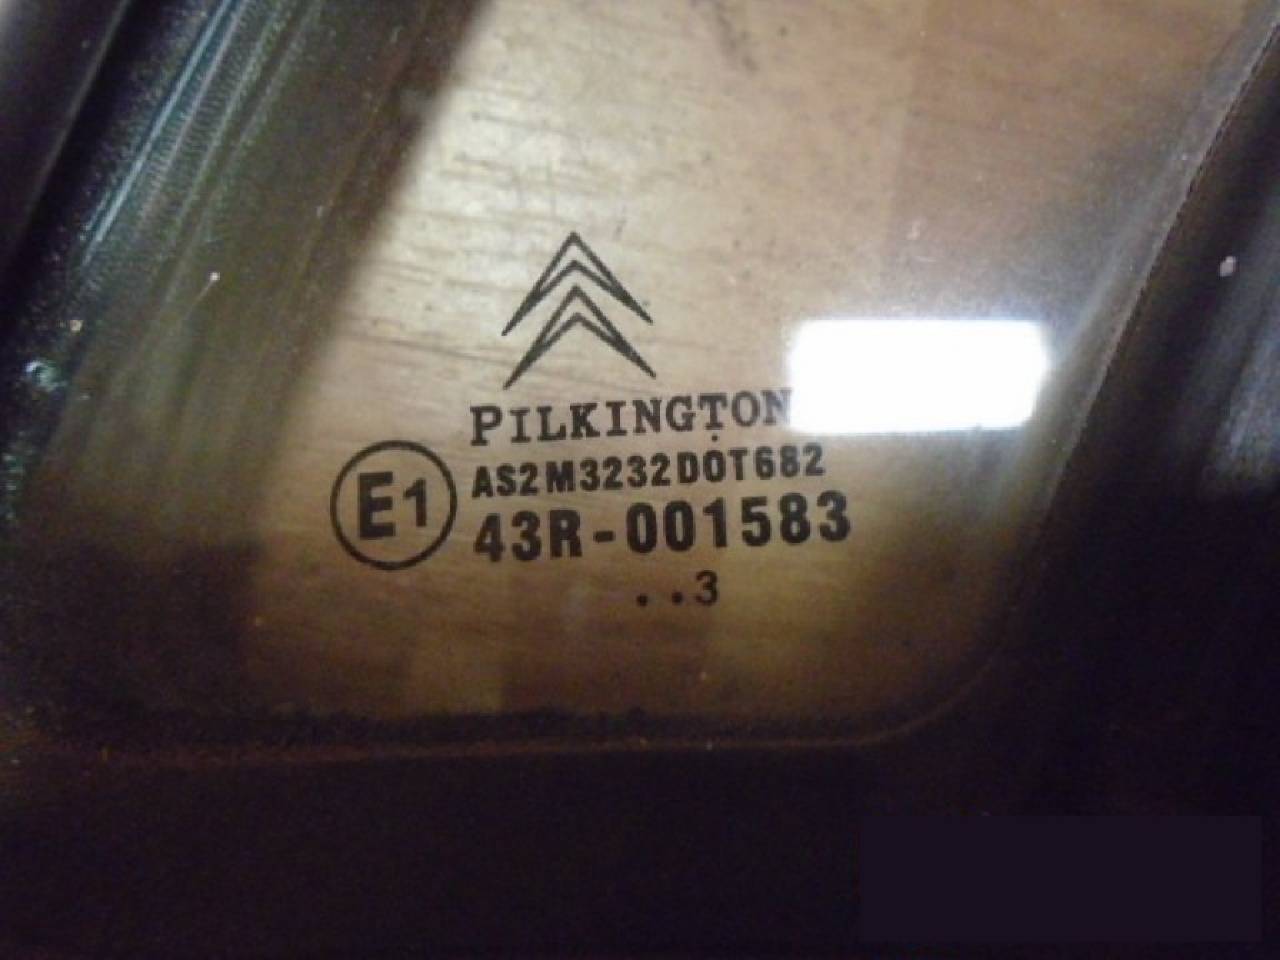 PILKINGTON
AS2M3232DOT682
E1
43R-001583
..3